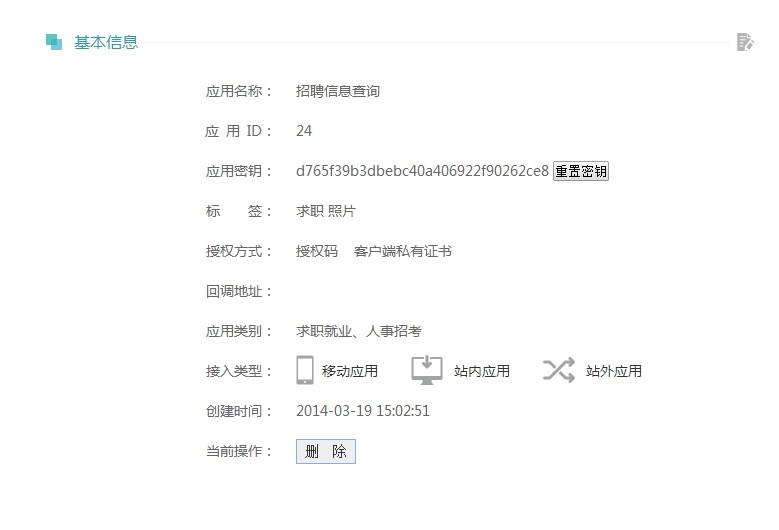 基本信息
应用名称： 招聘信息查询
应 用 ID： 24
应用密钥： d765f39b3dbebc40a406922f90262ce8 重置密钥
标 签： 求职 照片
授权方式： 授权码 客户端私有证书
回调地址：
应用类别： 求职就业、人事招考
接入类型： 移动应用 站内应用 站外应用
创建时间： 2014-03-19 15:02:51
当前操作： 删 除